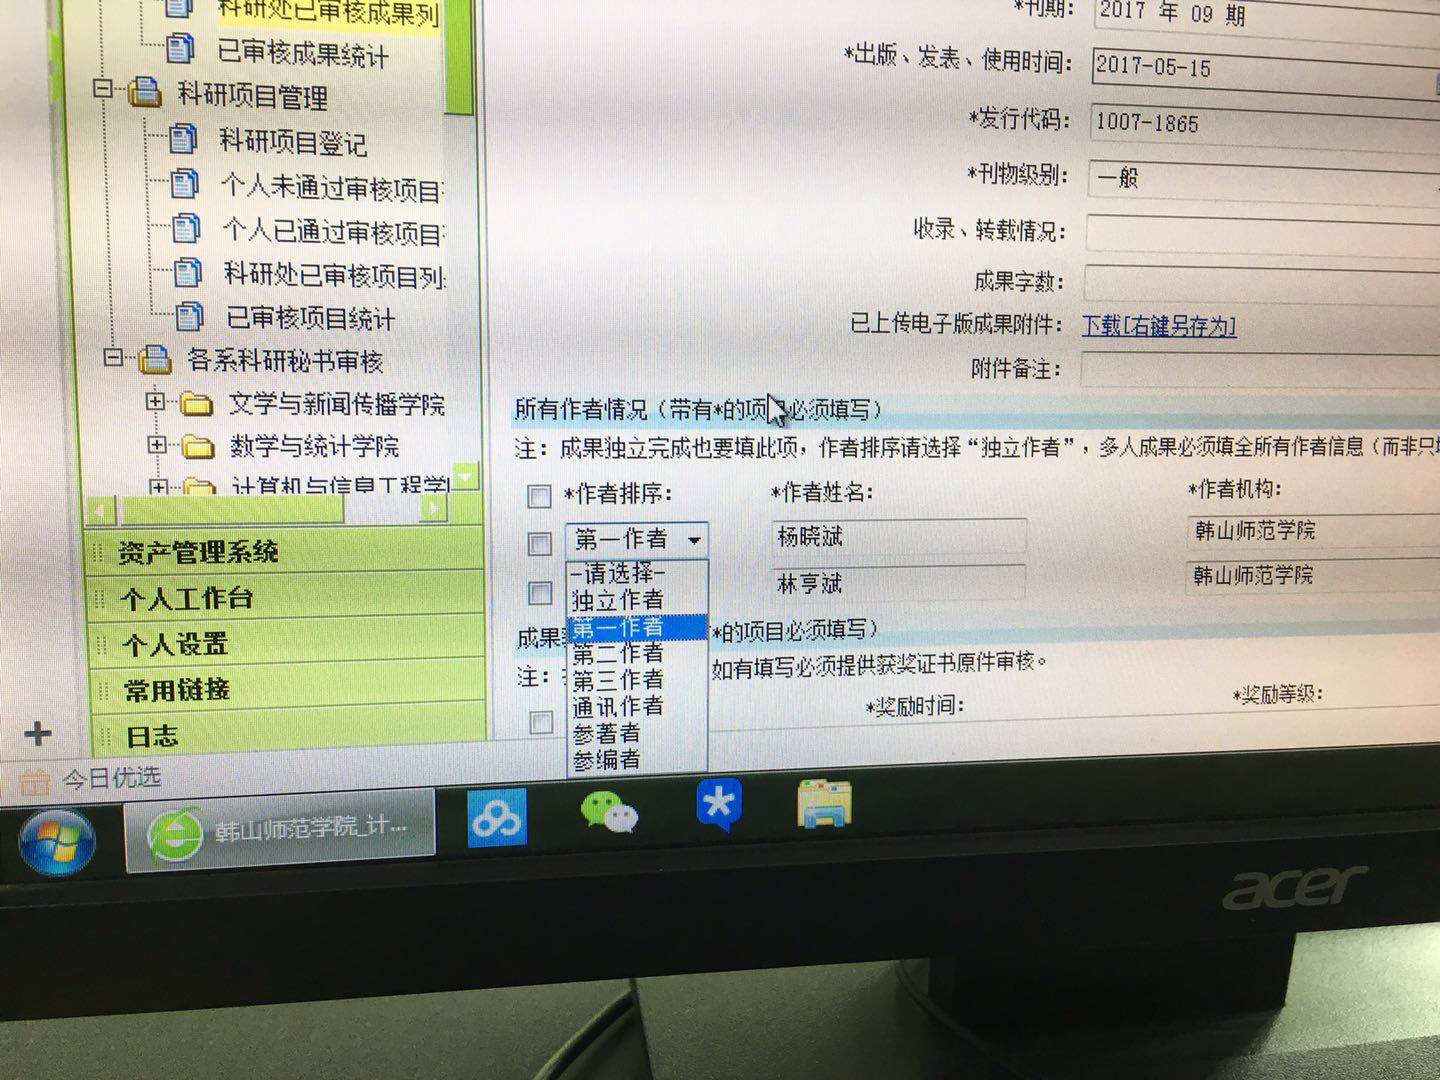 科研处已审核成果列
已审核成果统计
科研项目管理
科研项目登记
个人未通过审核项目
个人已通过审核项目
科研处已审核项目列
已审核项目统计
各系科研秘书审核
文学与新闻传播学院
数学与统计学院
计算机与信息工程学
资产管理系统
个人工作台
个人设置
常用链接
日志
*刊期: 2017 年 09 期
*出版、发表、使用时间: 2017-05-15
*发行代码: 1007-1865
*刊物级别: 一般
收录、转载情况:
成果字数:
已上传电子版成果附件: 下载[右键另存为]
附件备注:
所有作者情况(带有*的项目必须填写)
注: 成果独立完成也要填此项, 作者排序请选择“独立作者”, 多人成果必须填全所有作者信息(而非只
*作者排序: *作者姓名: *作者机构:
第一作者 杨晓斌 韩山师范学院
林亨斌 韩山师范学院
-请选择-
独立作者
第一作者
第二作者
第三作者
通讯作者
参著者
参编者
成果
*的项目必须填写)
注:
如有填写必须提供获奖证书原件审核。
*奖励时间: *奖励等级:
今日优选
韩山师范学院_计...
acer